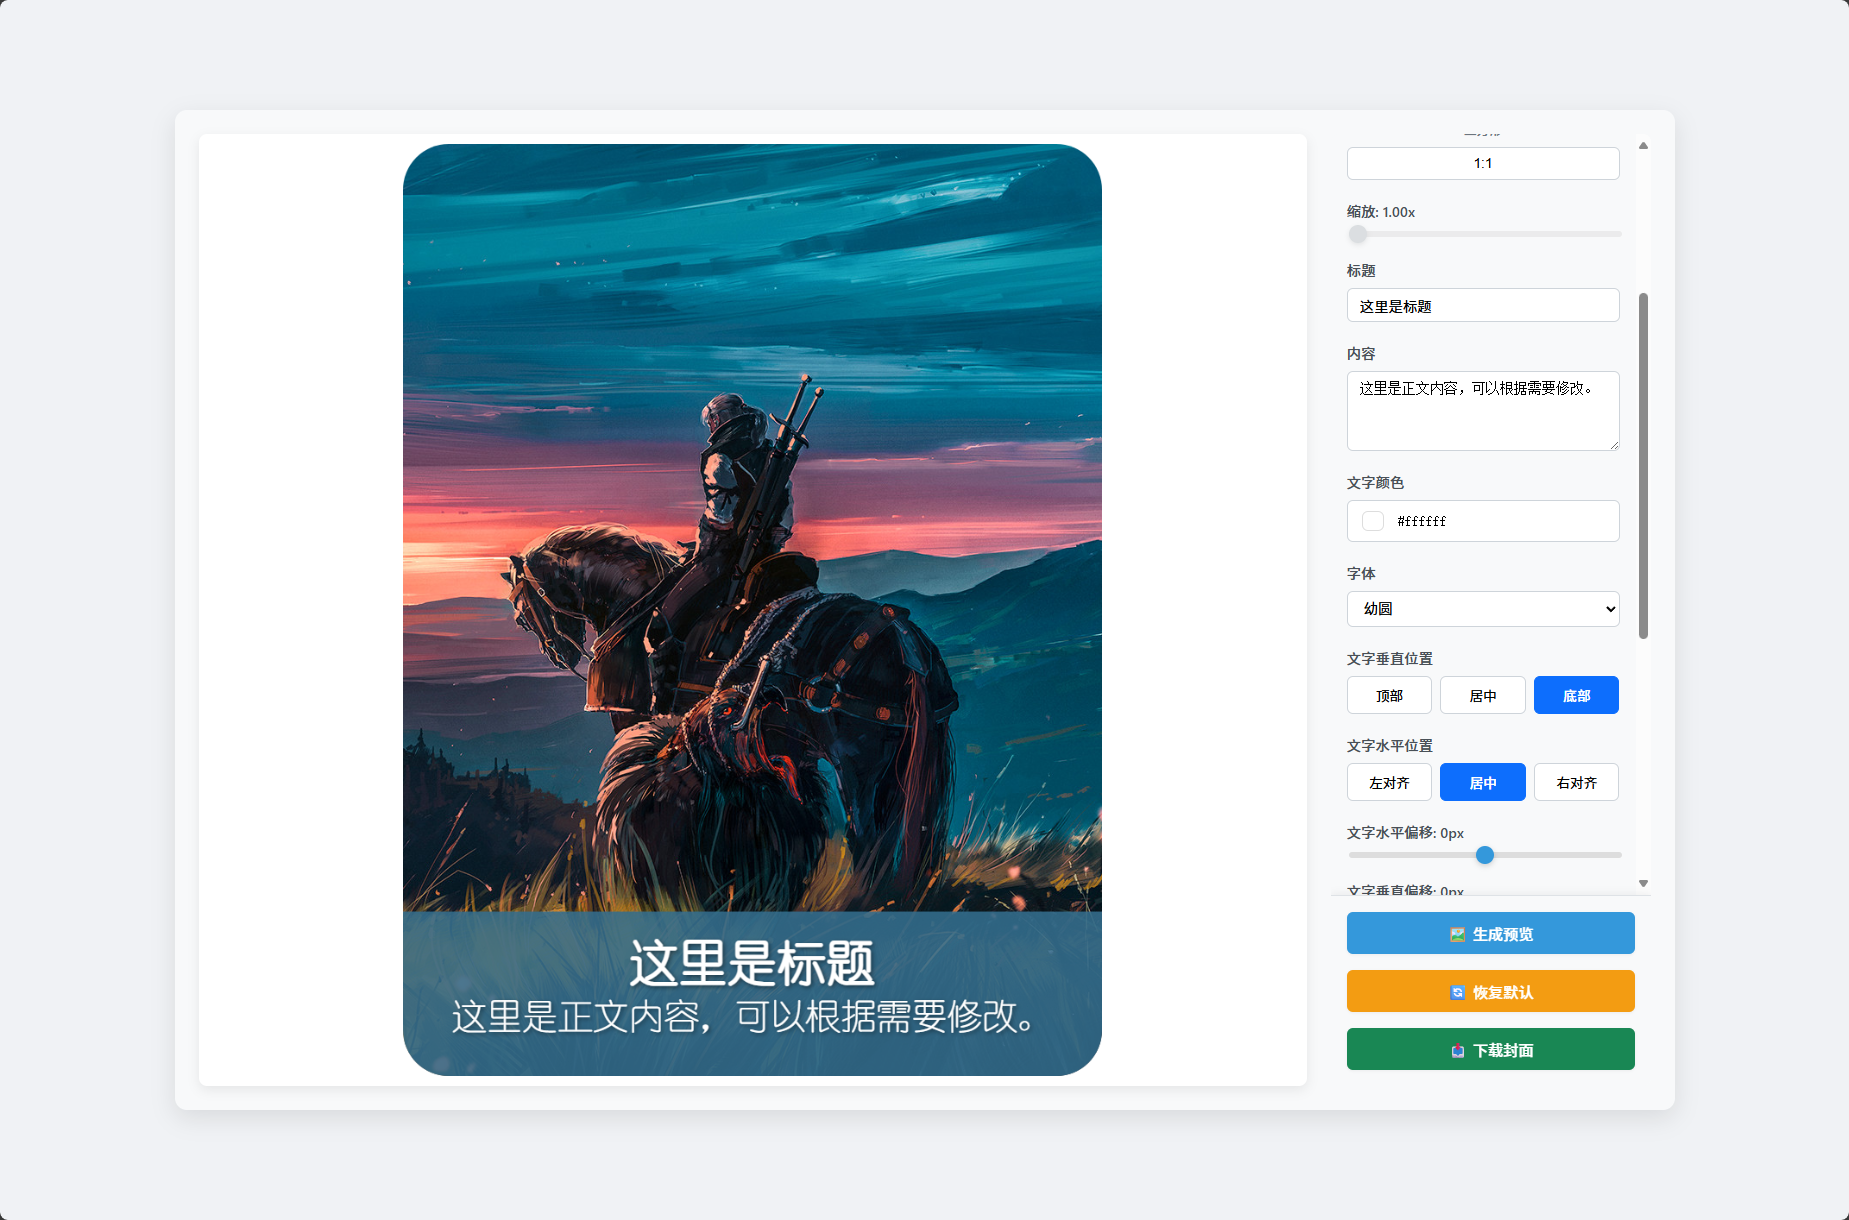 这里是标题
这里是正文内容，可以根据需要修改。
1:1
缩放: 1.00x
标题
这里是标题
内容
这里是正文内容，可以根据需要修改。
文字颜色
#ffffff
字体
幼圆
文字垂直位置
顶部 居中 底部
文字水平位置
左对齐 居中 右对齐
文字水平偏移: 0px
文字垂直偏移: 0px
生成预览
恢复默认
下载封面